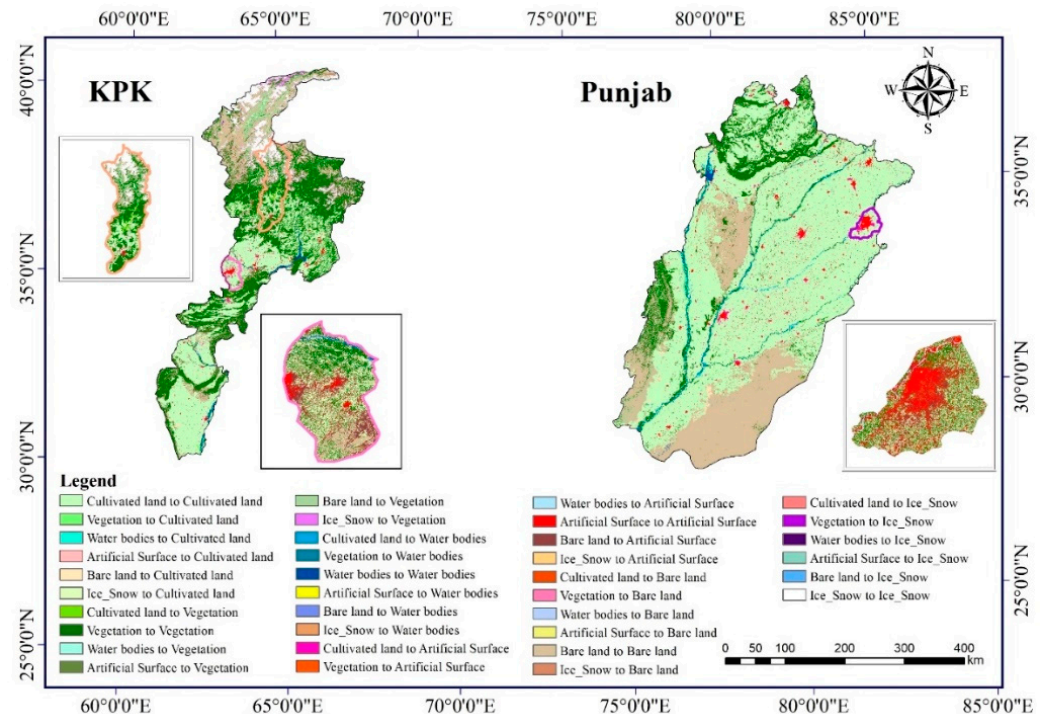 60°0'0"E 65°0'0"E 70°0'0"E 75°0'0"E 80°0'0"E 85°0'0"E
KPK
Punjab
N
W E
S
40°0'0"N
35°0'0"N
30°0'0"N
25°0'0"N
35°0'0"N
30°0'0"N
25°0'0"N
Legend
Cultivated land to Cultivated land
Vegetation to Cultivated land
Water bodies to Cultivated land
Artificial Surface to Cultivated land
Bare land to Cultivated land
Ice_Snow to Cultivated land
Cultivated land to Vegetation
Vegetation to Vegetation
Water bodies to Vegetation
Artificial Surface to Vegetation
Bare land to Vegetation
Ice_Snow to Vegetation
Cultivated land to Water bodies
Vegetation to Water bodies
Water bodies to Water bodies
Artificial Surface to Water bodies
Bare land to Water bodies
Ice_Snow to Water bodies
Cultivated land to Artificial Surface
Vegetation to Artificial Surface
Water bodies to Artificial Surface
Artificial Surface to Artificial Surface
Bare land to Artificial Surface
Ice_Snow to Artificial Surface
Cultivated land to Bare land
Vegetation to Bare land
Water bodies to Bare land
Artificial Surface to Bare land
Bare land to Bare land
Ice_Snow to Bare land
Cultivated land to Ice_Snow
Vegetation to Ice_Snow
Water bodies to Ice_Snow
Artificial Surface to Ice_Snow
Bare land to Ice_Snow
Ice_Snow to Ice_Snow
0 50 100 200 300 400
km
60°0'0"E 65°0'0"E 70°0'0"E 75°0'0"E 80°0'0"E 85°0'0"E